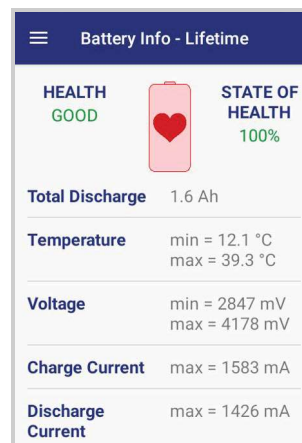 Battery Info - Lifetime
HEALTH
GOOD
STATE OF
HEALTH
100%
Total Discharge 1.6 Ah
Temperature min = 12.1 °C
max = 39.3 °C
Voltage min = 2847 mV
max = 4178 mV
Charge Current max = 1583 mA
Discharge max = 1426 mA
Current